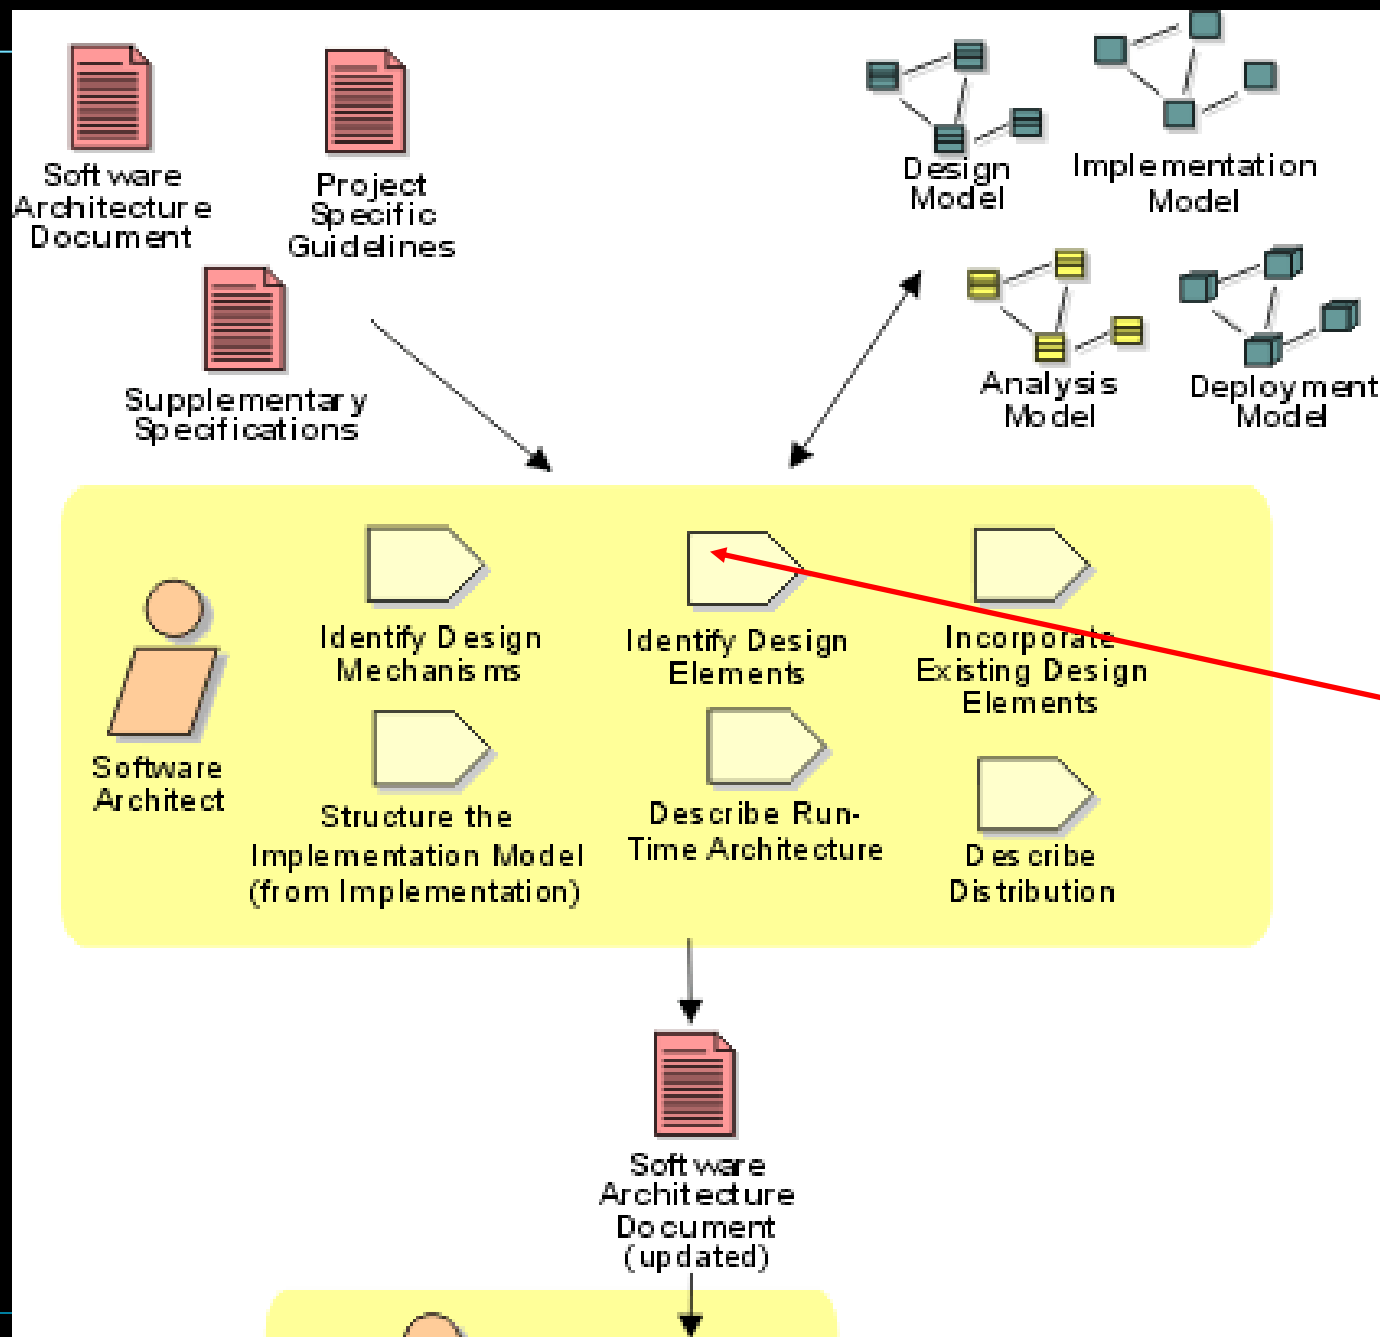 Software
Architecture
Document
Project
Specific
Guidelines
Supplementary
Specifications
Design
Model
Implementation
Model
Analysis
Model
Deployment
Model
Software
Architect
Identify Design
Mechanisms
Identify Design
Elements
Incorporate
Existing Design
Elements
Structure the
Implementation Model
(from Implementation)
Describe Run-
Time Architecture
Describe
Distribution
Software
Architecture
Document
(updated)